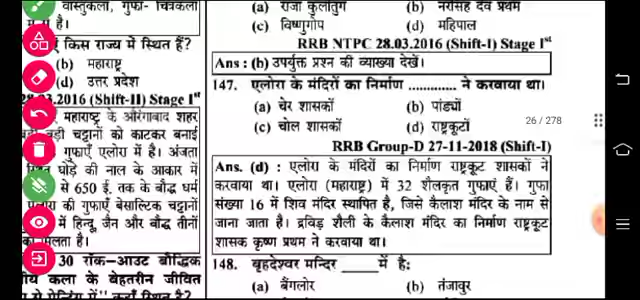 वास्तुकला, गुफा- चित्रकला
है।
किस राज्य में स्थित हैं?
(b) महाराष्ट्र
(d) उत्तर प्रदेश
2016 (Shift-II) Stage Iˢᵗ
महाराष्ट्र के औरंगाबाद शहर
चट्टानों को काटकर बनाई
गुफाएँ एलोरा में है। अजंता
घोड़े की नाल के आकार में
से 650 ई. तक के बौद्ध धर्म
की गुफाएँ बेसाल्टिक चट्टानों
में हिन्दू, जैन और बौद्ध तीनों
मिलता है।
30 रॉक-आउट बौद्धिक
कला के बेहतरीन जीवित
(a) राजा कुलोतुंग (b) नरसिंह देव प्रथम
(c) विष्णुगोप (d) महिपाल
RRB NTPC 28.03.2016 (Shift-I) Stage Iˢᵗ
Ans : (b) उपर्युक्त प्रश्न की व्याख्या देखें।
147. एलोरा के मंदिरों का निर्माण ............. ने करवाया था।
(a) चेर शासकों (b) पांड्यों
(c) चोल शासकों (d) राष्ट्रकूटों
26 / 278
RRB Group-D 27-11-2018 (Shift-I)
Ans. (d) : एलोरा के मंदिरों का निर्माण राष्ट्रकूट शासकों ने
करवाया था। एलोरा (महाराष्ट्र) में 32 शैलकृत गुफाएं हैं। गुफा
संख्या 16 में शिव मंदिर स्थापित है, जिसे कैलाश मंदिर के नाम से
जाना जाता है। द्रविड़ शैली के कैलाश मंदिर का निर्माण राष्ट्रकूट
शासक कृष्ण प्रथम ने करवाया था।
148. बृहदेश्वर मन्दिर _____में है:
(a) बैंगलोर (b) तंजावुर